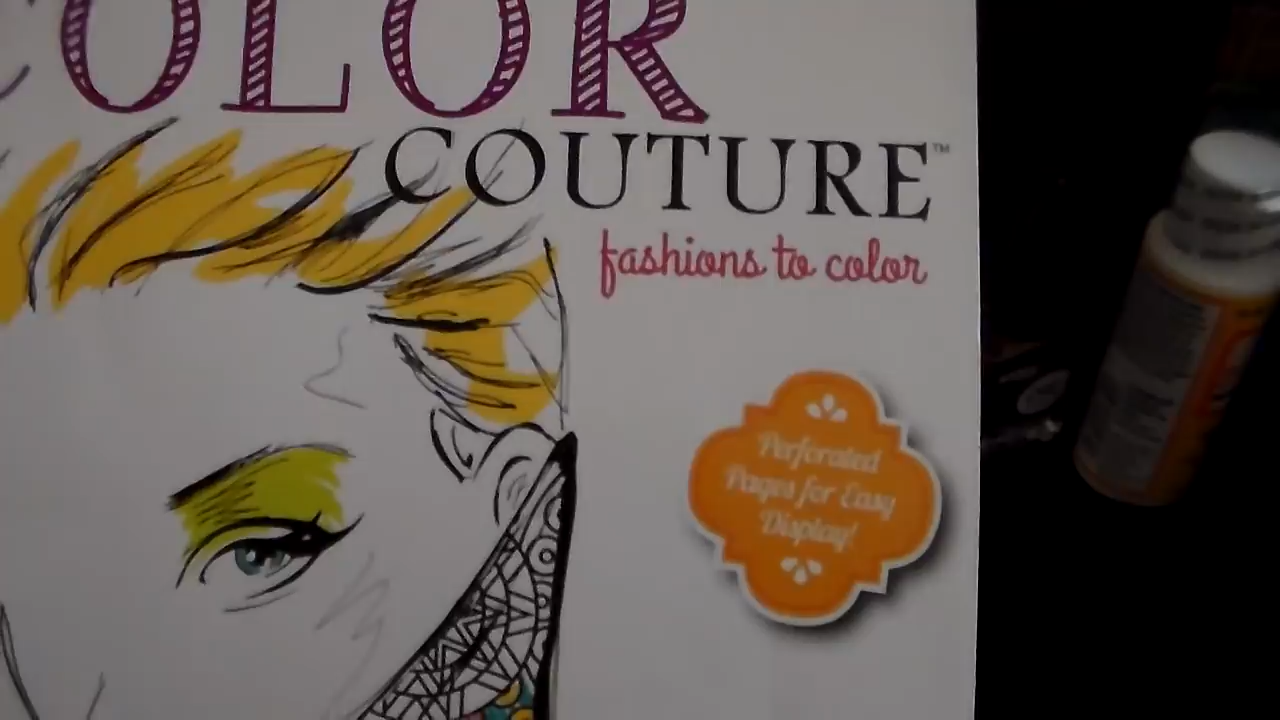 COLOR
COUTURE™
fashions to color
Perforated
Pages for Easy
Display!